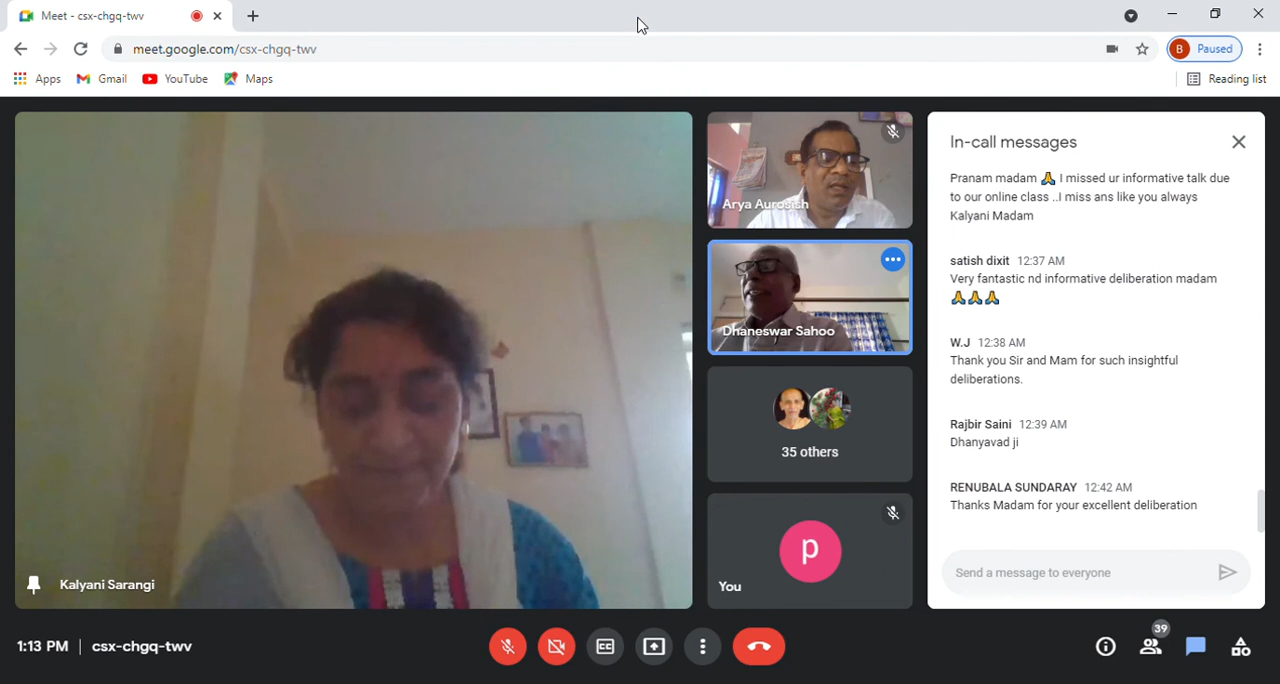 Meet - csx-chgq-twv
meet.google.com/csx-chgq-twv
B Paused
Apps Gmail YouTube Maps
Reading list
Kalyani Sarangi
Arya Aurosish
Dhaneswar Sahoo
35 others
p
You
In-call messages
Pranam madam 🙏 I missed ur informative talk due
to our online class ..I miss ans like you always
Kalyani Madam
satish dixit 12:37 AM
Very fantastic nd informative deliberation madam
🙏🙏🙏
W.J 12:38 AM
Thank you Sir and Mam for such insightful
deliberations.
Rajbir Saini 12:39 AM
Dhanyavad ji
RENUBALA SUNDARAY 12:42 AM
Thanks Madam for your excellent deliberation
Send a message to everyone
1:13 PM | csx-chgq-twv
CC
39